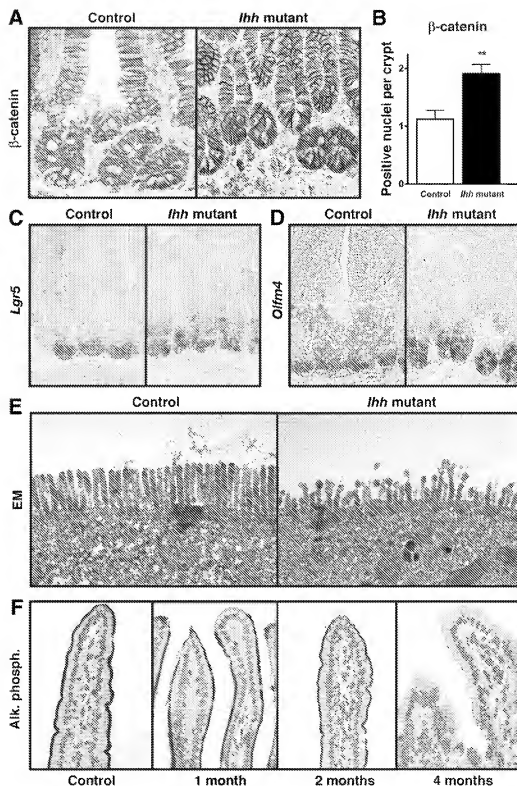 A Control Ihh mutant
β-catenin
B β-catenin
Positive nuclei per crypt
2
1
0
**
Control Ihh mutant
C Control Ihh mutant
Lgr5
D Control Ihh mutant
Olfm4
E Control Ihh mutant
EM
F
Alk. phosph.
Control 1 month 2 months 4 months